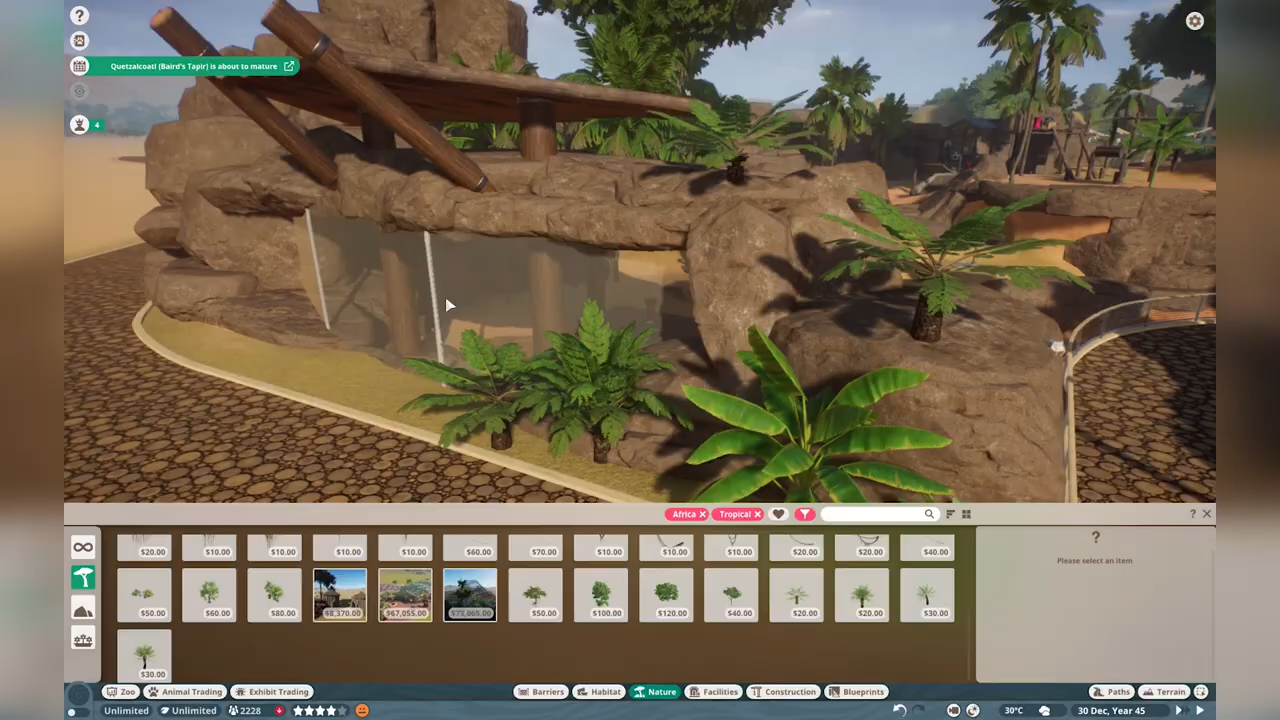 ?
Quetzalcoatl (Baird's Tapir) is about to mature
4
Africa ✕ Tropical ✕
? ✕
$20.00 $10.00 $10.00 $10.00 $10.00 $60.00 $70.00 $10.00 $10.00 $10.00 $20.00 $20.00 $40.00
?
Please select an item
$50.00 $60.00 $80.00 $8,370.00 $67,055.00 $50.00 $100.00 $120.00 $40.00 $20.00 $20.00 $30.00
$30.00
Zoo Animal Trading Exhibit Trading Barriers Habitat Nature Facilities Construction Blueprints Paths Terrain
Unlimited Unlimited 2228 30°C 30 Dec, Year 45